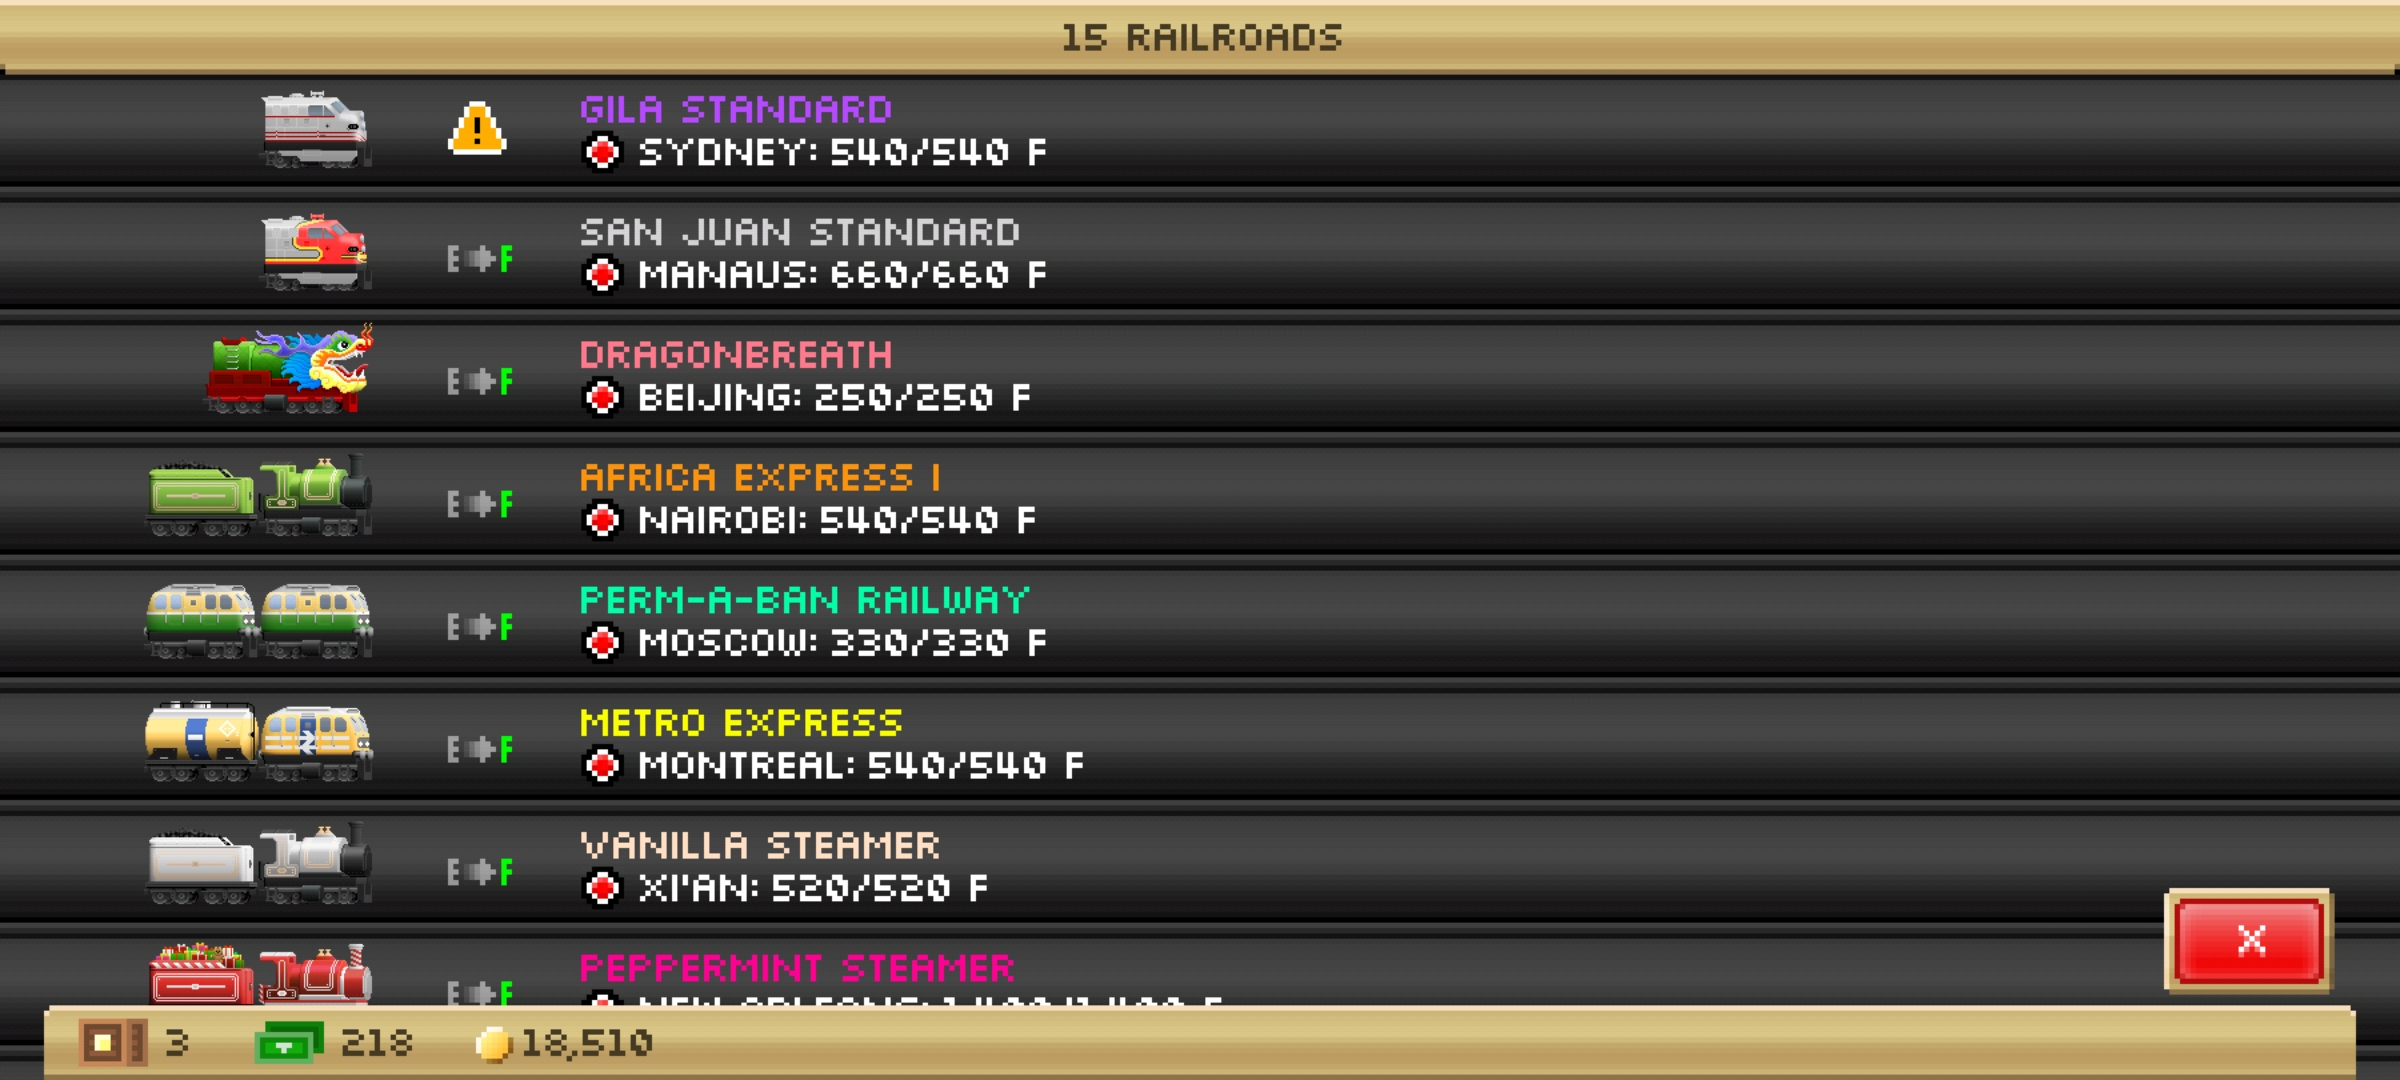 15 RAILROADS
GILA STANDARD
SYDNEY: 540/540 F
E F SAN JUAN STANDARD
MANAUS: 660/660 F
E F DRAGONBREATH
BEIJING: 250/250 F
E F AFRICA EXPRESS I
NAIROBI: 540/540 F
E F PERM-A-BAN RAILWAY
MOSCOW: 330/330 F
E F METRO EXPRESS
MONTREAL: 540/540 F
E F VANILLA STEAMER
XI'AN: 520/520 F
X
E F PEPPERMINT STEAMER
3 218 18,510